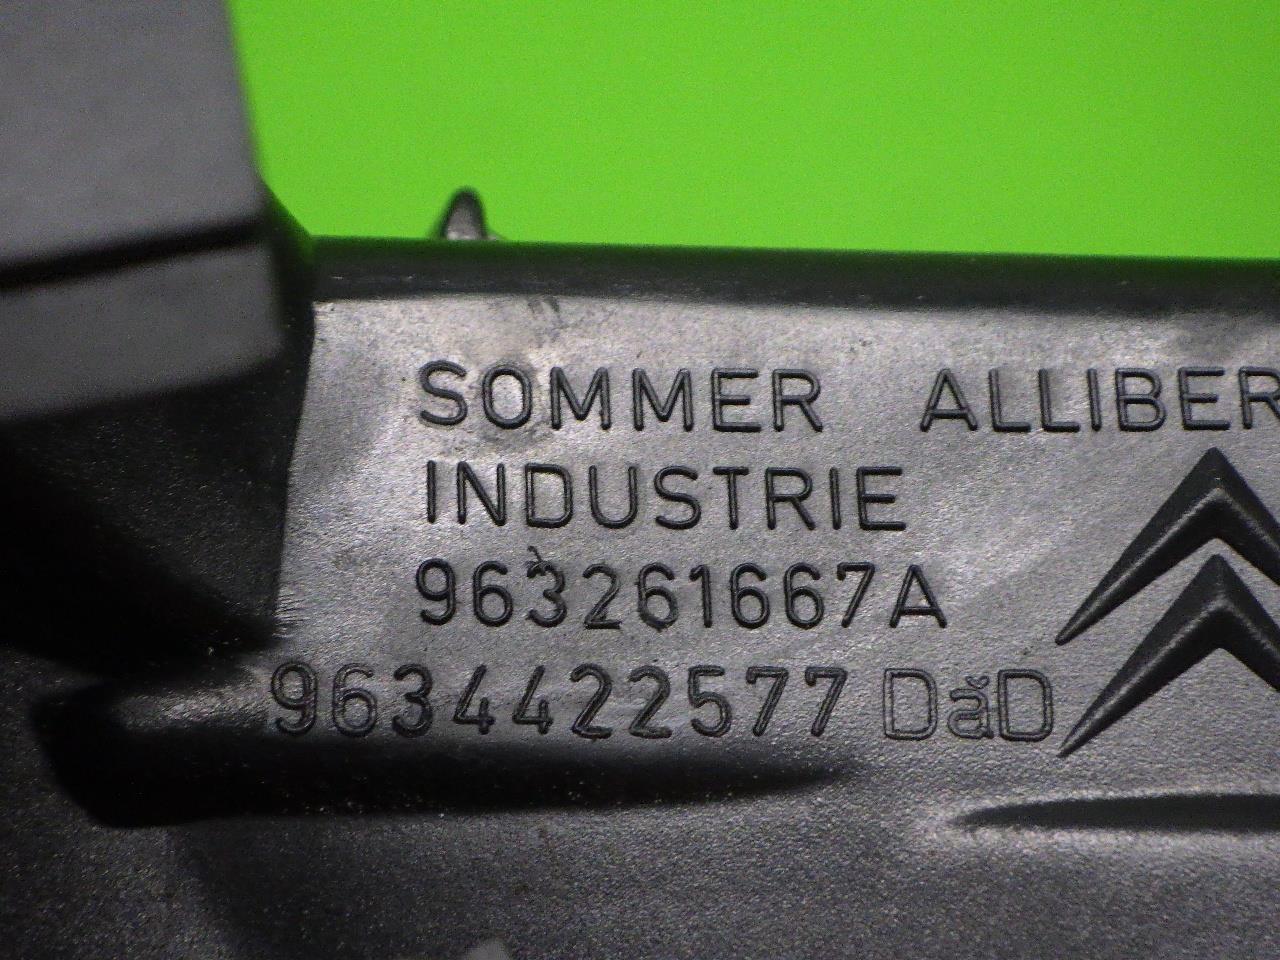 SOMMER ALLIBER
INDUSTRIE
963261667A
9634422577 DăD